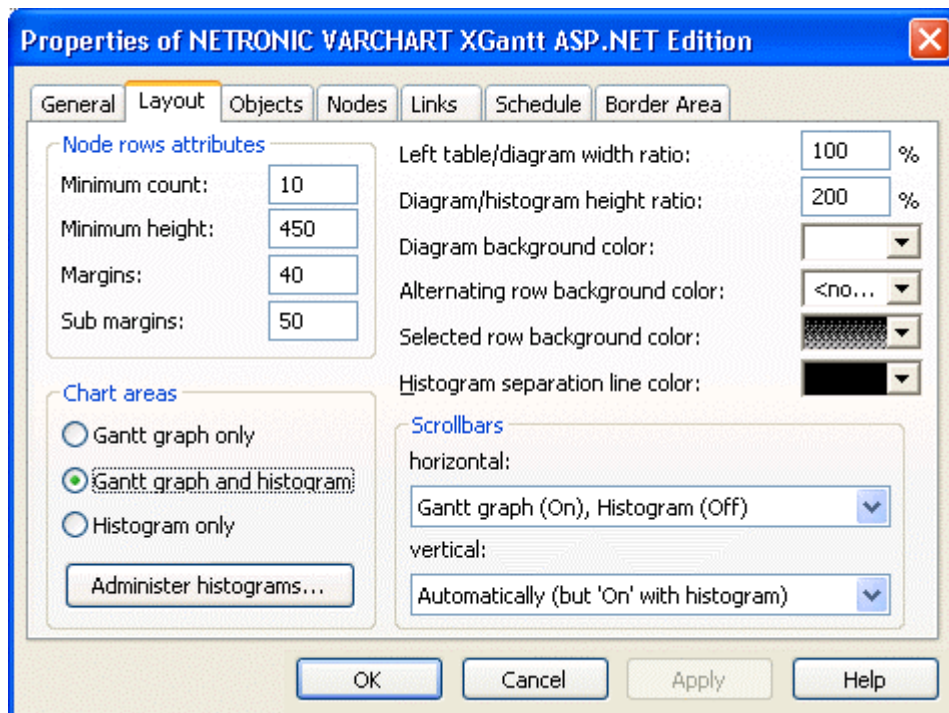 Properties of NETRONIC VARCHART XGantt ASP.NET Edition
General Layout Objects Nodes Links Schedule Border Area
Node rows attributes
Minimum count: 10
Minimum height: 450
Margins: 40
Sub margins: 50
Left table/diagram width ratio: 100 %
Diagram/histogram height ratio: 200 %
Diagram background color:
Alternating row background color: <no...
Selected row background color:
Histogram separation line color:
Chart areas
Gantt graph only
Gantt graph and histogram
Histogram only
Administer histograms...
Scrollbars
horizontal:
Gantt graph (On), Histogram (Off)
vertical:
Automatically (but 'On' with histogram)
OK Cancel Apply Help